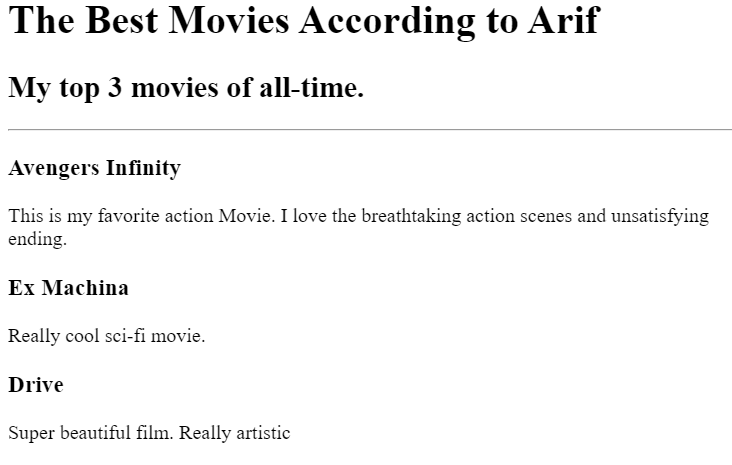 The Best Movies According to Arif
My top 3 movies of all-time.
Avengers Infinity
This is my favorite action Movie. I love the breathtaking action scenes and unsatisfying
ending.
Ex Machina
Really cool sci-fi movie.
Drive
Super beautiful film. Really artistic